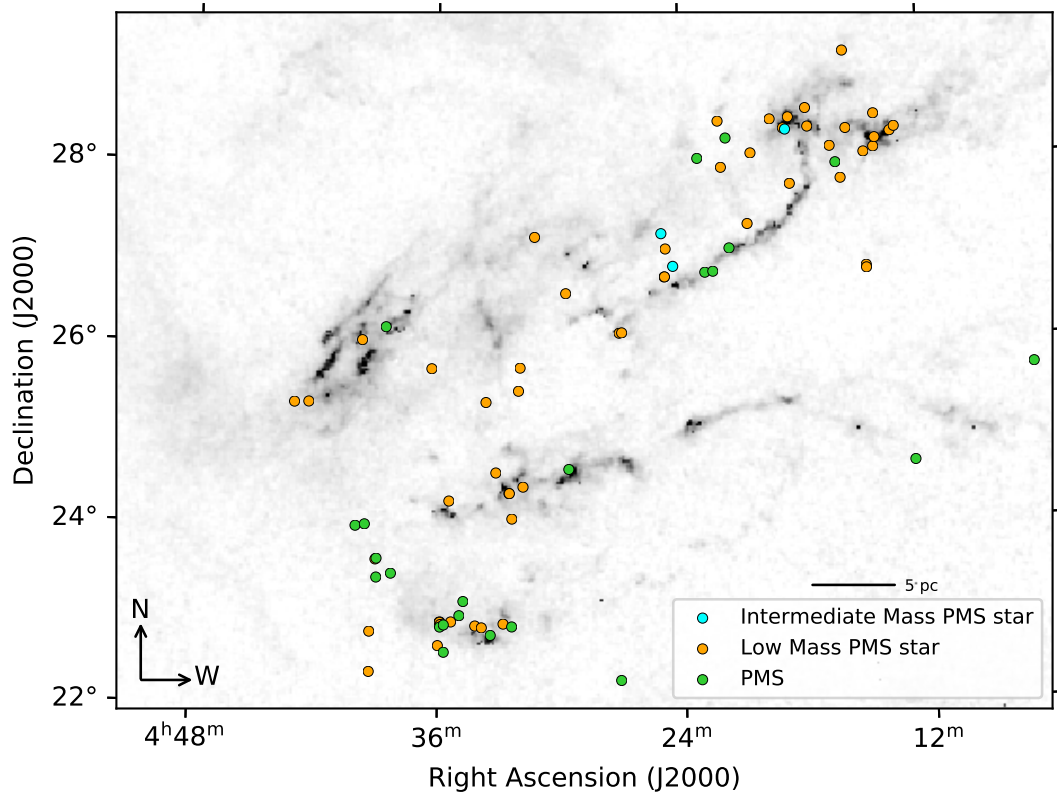 28°
26°
24°
22°
Declination (J2000)
N
W
5 pc
Intermediate Mass PMS star
Low Mass PMS star
PMS
4ʰ48ᵐ
36ᵐ
24ᵐ
12ᵐ
Right Ascension (J2000)